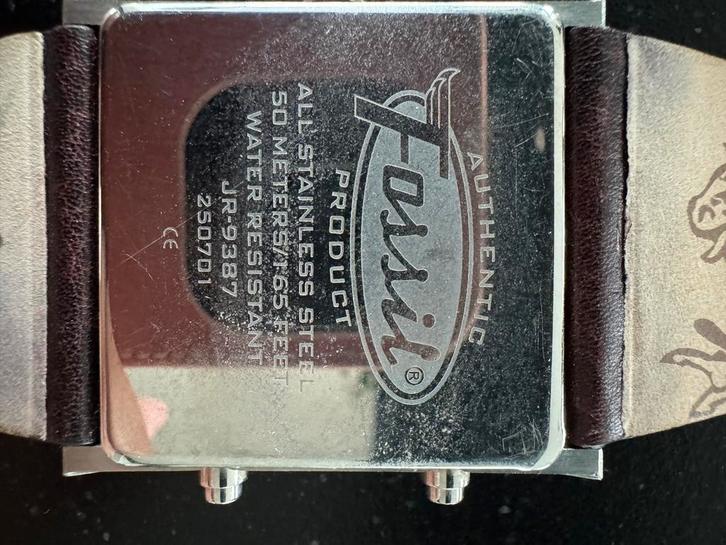 AUTHENTIC
Fossil®
PRODUCT
ALL STAINLESS STEEL
50 METERS/165 FEET
WATER RESISTANT
JR-9387
250701
CE